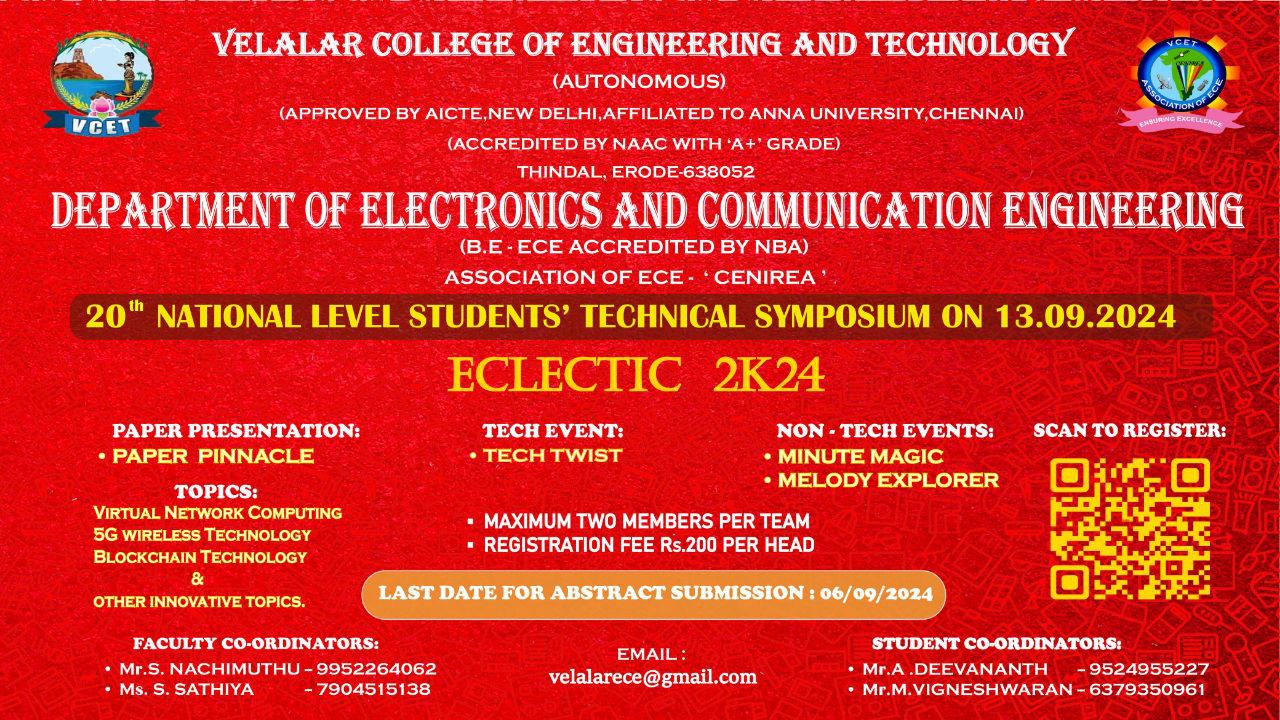 VELALAR COLLEGE OF ENGINEERING AND TECHNOLOGY
(AUTONOMOUS)
(APPROVED BY AICTE,NEW DELHI,AFFILIATED TO ANNA UNIVERSITY,CHENNAI)
(ACCREDITED BY NAAC WITH ‘A+’ GRADE)
THINDAL, ERODE-638052
VCET
VCET
CENIREA
ASSOCIATION OF ECE
ENSURING EXCELLENCE
DEPARTMENT OF ELECTRONICS AND COMMUNICATION ENGINEERING
(B.E - ECE ACCREDITED BY NBA)
ASSOCIATION OF ECE - ‘ CENIREA ’
20th NATIONAL LEVEL STUDENTS’ TECHNICAL SYMPOSIUM ON 13.09.2024
ECLECTIC 2K24
PAPER PRESENTATION:
• PAPER PINNACLE
TOPICS:
VIRTUAL NETWORK COMPUTING
5G WIRELESS TECHNOLOGY
BLOCKCHAIN TECHNOLOGY
&
OTHER INNOVATIVE TOPICS.
TECH EVENT:
• TECH TWIST
NON - TECH EVENTS:
• MINUTE MAGIC
• MELODY EXPLORER
SCAN TO REGISTER:
▪ MAXIMUM TWO MEMBERS PER TEAM
▪ REGISTRATION FEE Rs.200 PER HEAD
LAST DATE FOR ABSTRACT SUBMISSION : 06/09/2024
FACULTY CO-ORDINATORS:
• Mr.S. NACHIMUTHU – 9952264062
• Ms. S. SATHIYA – 7904515138
EMAIL :
velalarece@gmail.com
STUDENT CO-ORDINATORS:
• Mr.A .DEEVANANTH – 9524955227
• Mr.M.VIGNESHWARAN – 6379350961